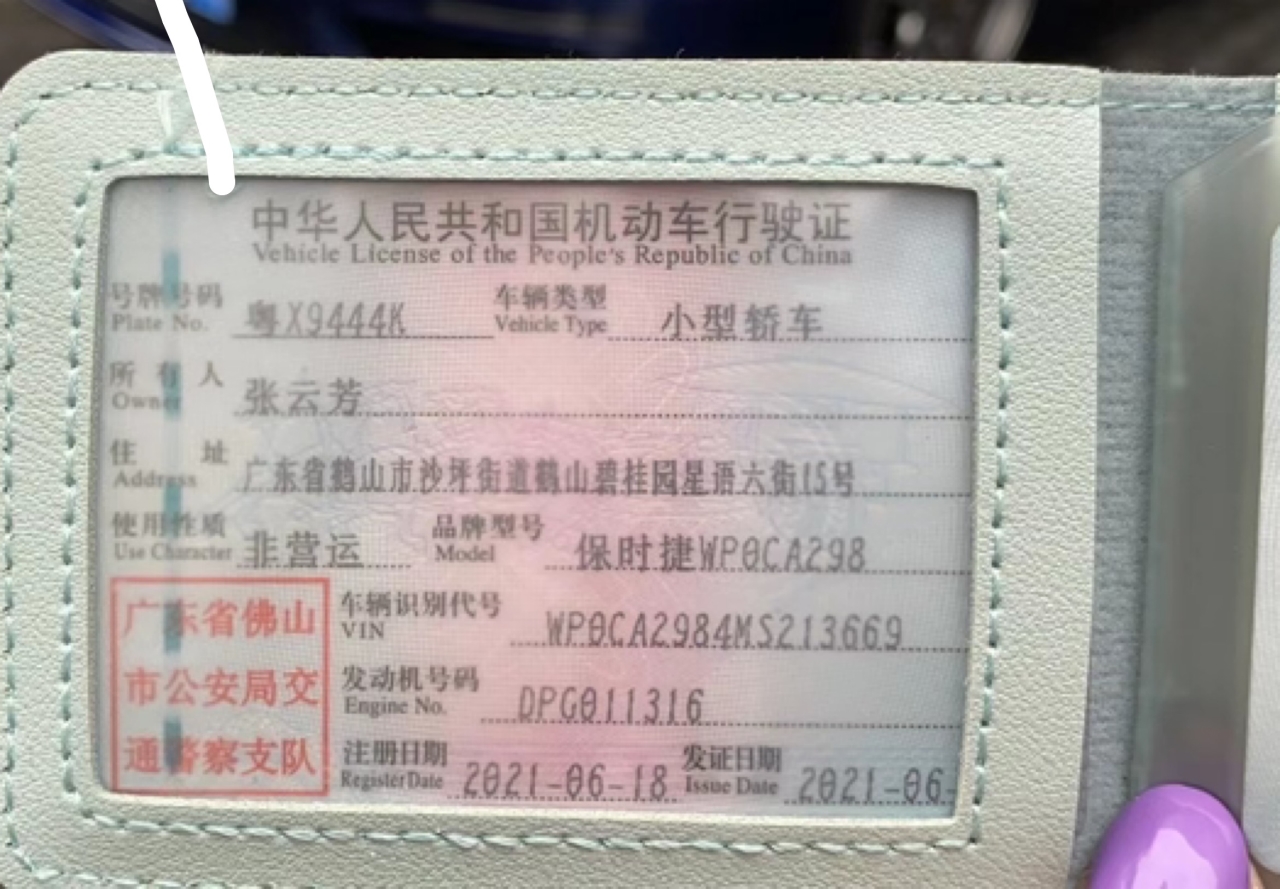 中华人民共和国机动车行驶证
Vehicle License of the People's Republic of China
号牌号码 粤X9444K 车辆类型 小型轿车
Plate No. Vehicle Type
所有人 张云芳
Owner
住址 广东省鹤山市沙坪街道鹤山碧桂园星语六街15号
Address
使用性质 非营运 品牌型号 保时捷WP0CA298
Use Character Model
广东省佛山 车辆识别代号 WP0CA2984MS213669
VIN
市公安局交 发动机号码 DPG011316
Engine No.
通警察支队 注册日期 2021-06-18 发证日期 2021-06-
Register Date Issue Date